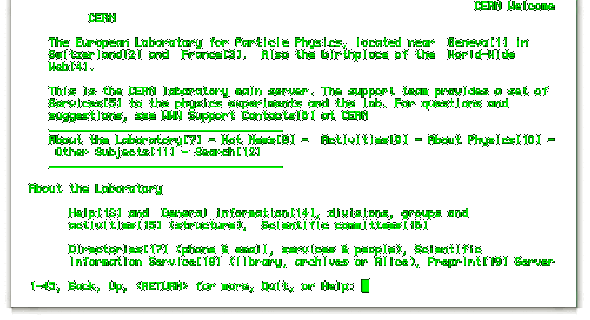 CERN Welcome
CERN
The European Laboratory for Particle Physics, located near Geneva[1] in
Switzerland[2] and France[3]. Also the birthplace of the World-Wide
Web[4].
This is the CERN laboratory main server. The support team provides a set of
Services[5] to the physics experiments and the lab. For questions and
suggestions, see WWW Support Contacts[6] at CERN
About the Laboratory[7] - Hot News[8] - Activities[9] - About Physics[10] -
Other Subjects[11] - Search[12]
About the Laboratory
Help[13] and General Information[14], divisions, groups and
activities[15] (structure), Scientific committees[16]
Directories[17] (phone & email, services & people), Scientific
Information Service[18] (library, archives or Alice), Preprint[19] Server
1-43, Back, Up, <RETURN> for more, Quit, or Help: